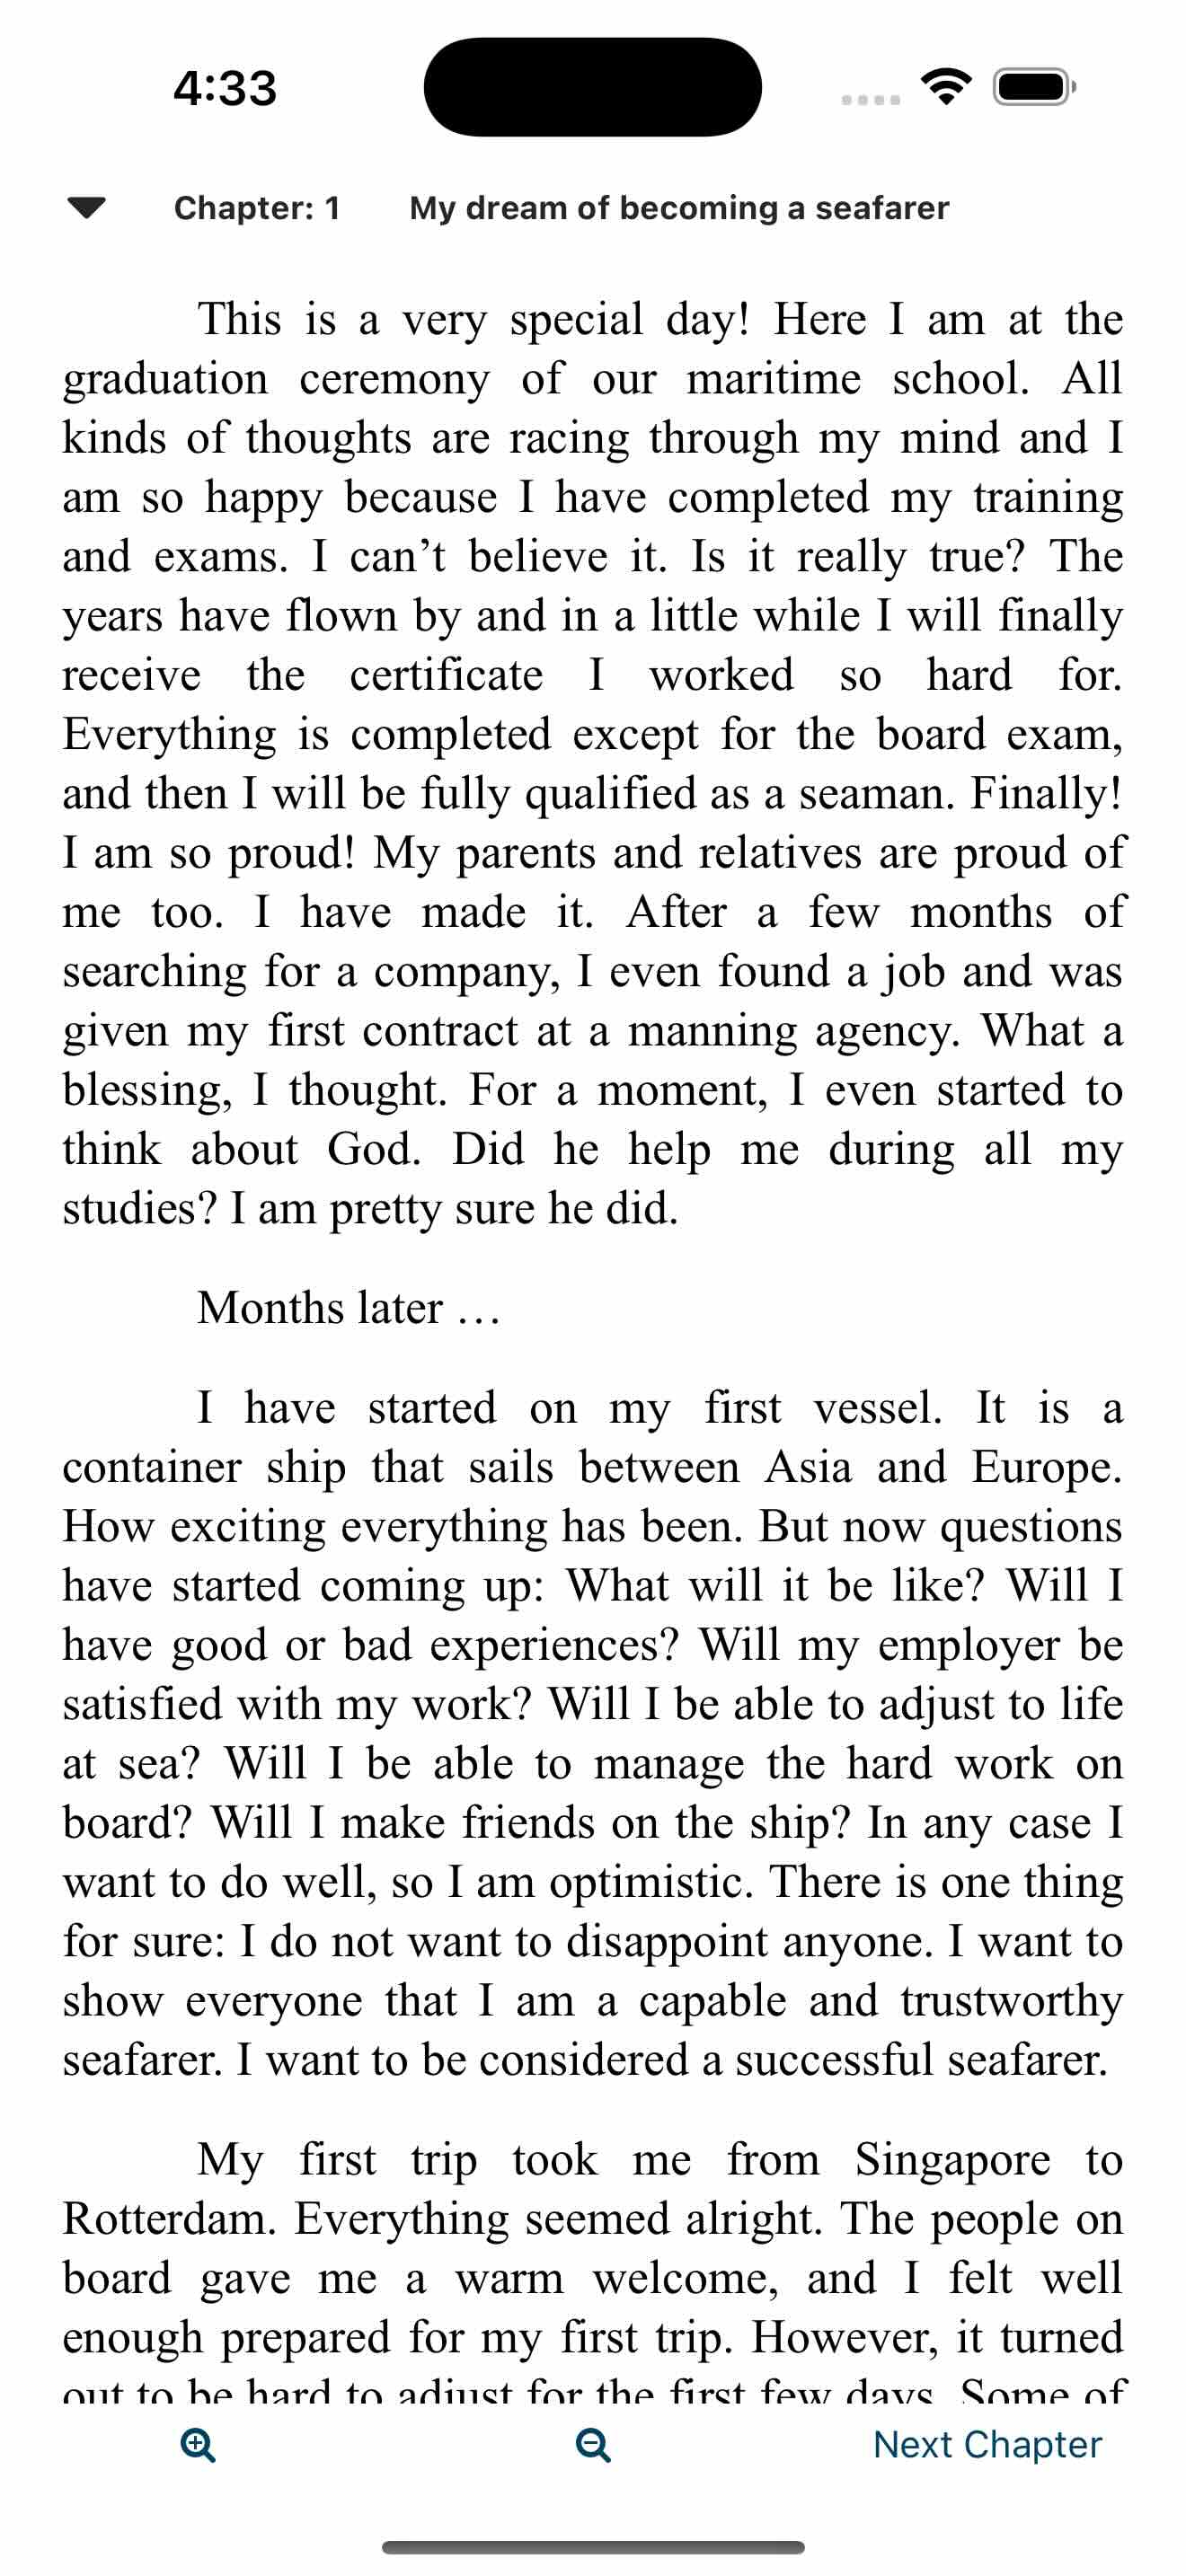 4:33
Chapter: 1 My dream of becoming a seafarer
This is a very special day! Here I am at the
graduation ceremony of our maritime school. All
kinds of thoughts are racing through my mind and I
am so happy because I have completed my training
and exams. I can’t believe it. Is it really true? The
years have flown by and in a little while I will finally
receive the certificate I worked so hard for.
Everything is completed except for the board exam,
and then I will be fully qualified as a seaman. Finally!
I am so proud! My parents and relatives are proud of
me too. I have made it. After a few months of
searching for a company, I even found a job and was
given my first contract at a manning agency. What a
blessing, I thought. For a moment, I even started to
think about God. Did he help me during all my
studies? I am pretty sure he did.
Months later …
I have started on my first vessel. It is a
container ship that sails between Asia and Europe.
How exciting everything has been. But now questions
have started coming up: What will it be like? Will I
have good or bad experiences? Will my employer be
satisfied with my work? Will I be able to adjust to life
at sea? Will I be able to manage the hard work on
board? Will I make friends on the ship? In any case I
want to do well, so I am optimistic. There is one thing
for sure: I do not want to disappoint anyone. I want to
show everyone that I am a capable and trustworthy
seafarer. I want to be considered a successful seafarer.
My first trip took me from Singapore to
Rotterdam. Everything seemed alright. The people on
board gave me a warm welcome, and I felt well
enough prepared for my first trip. However, it turned
out to be hard to adjust for the first few days. Some of
Next Chapter